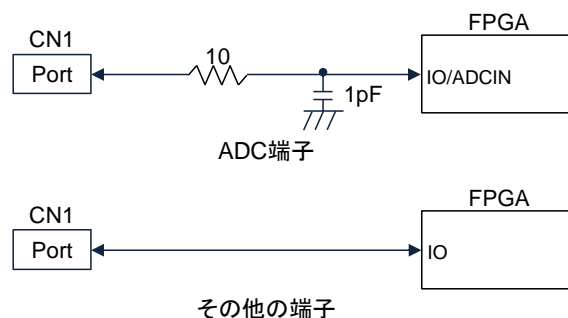 CN1
FPGA
Port
10
IO/ADCIN
1pF
ADC端子
CN1
FPGA
Port
IO
その他の端子